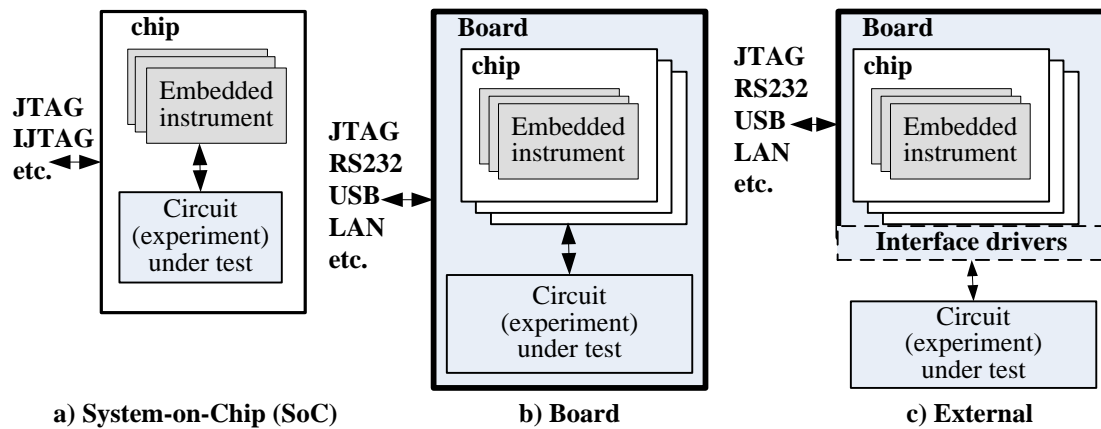 chip
Embedded
instrument
JTAG
IJTAG
etc.
Circuit
(experiment)
under test
a) System-on-Chip (SoC)
Board
chip
Embedded
instrument
JTAG
RS232
USB
LAN
etc.
Circuit
(experiment)
under test
b) Board
Board
chip
Embedded
instrument
JTAG
RS232
USB
LAN
etc.
Interface drivers
Circuit
(experiment)
under test
c) External